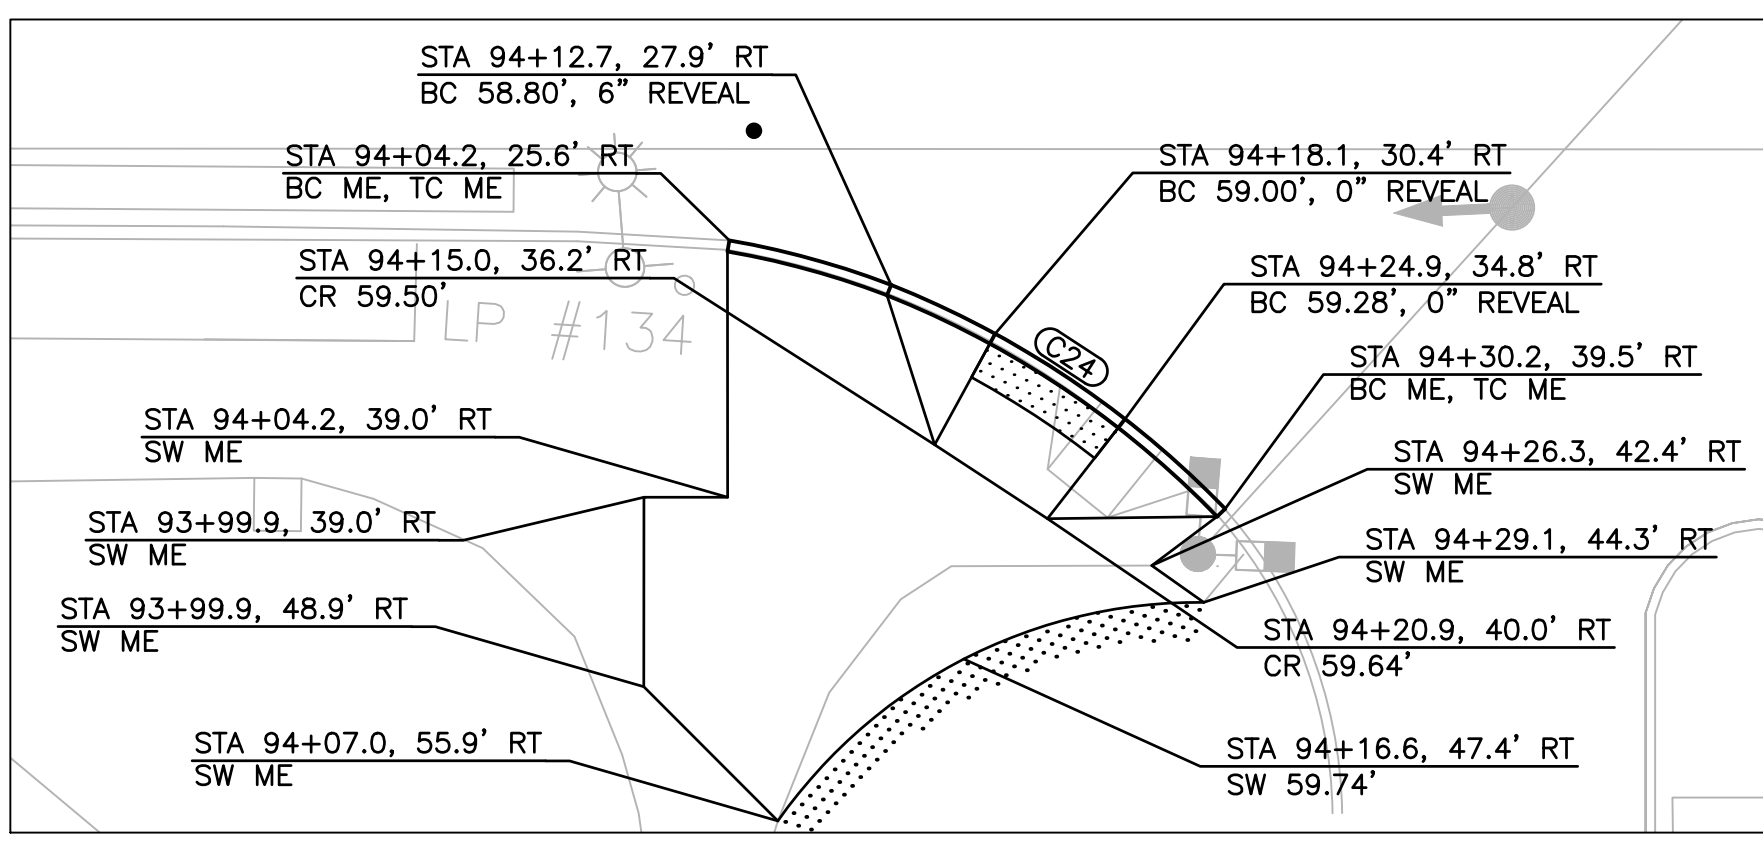 STA 94+12.7, 27.9' RT
BC 58.80', 6" REVEAL
STA 94+04.2, 25.6' RT
BC ME, TC ME
STA 94+18.1, 30.4' RT
BC 59.00', 0" REVEAL
STA 94+15.0, 36.2' RT
CR 59.50'
STA 94+24.9, 34.8' RT
BC 59.28', 0" REVEAL
LP #134
C24
STA 94+30.2, 39.5' RT
BC ME, TC ME
STA 94+04.2, 39.0' RT
SW ME
STA 94+26.3, 42.4' RT
SW ME
STA 93+99.9, 39.0' RT
SW ME
STA 94+29.1, 44.3' RT
SW ME
STA 93+99.9, 48.9' RT
SW ME
STA 94+20.9, 40.0' RT
CR 59.64'
STA 94+07.0, 55.9' RT
SW ME
STA 94+16.6, 47.4' RT
SW 59.74'